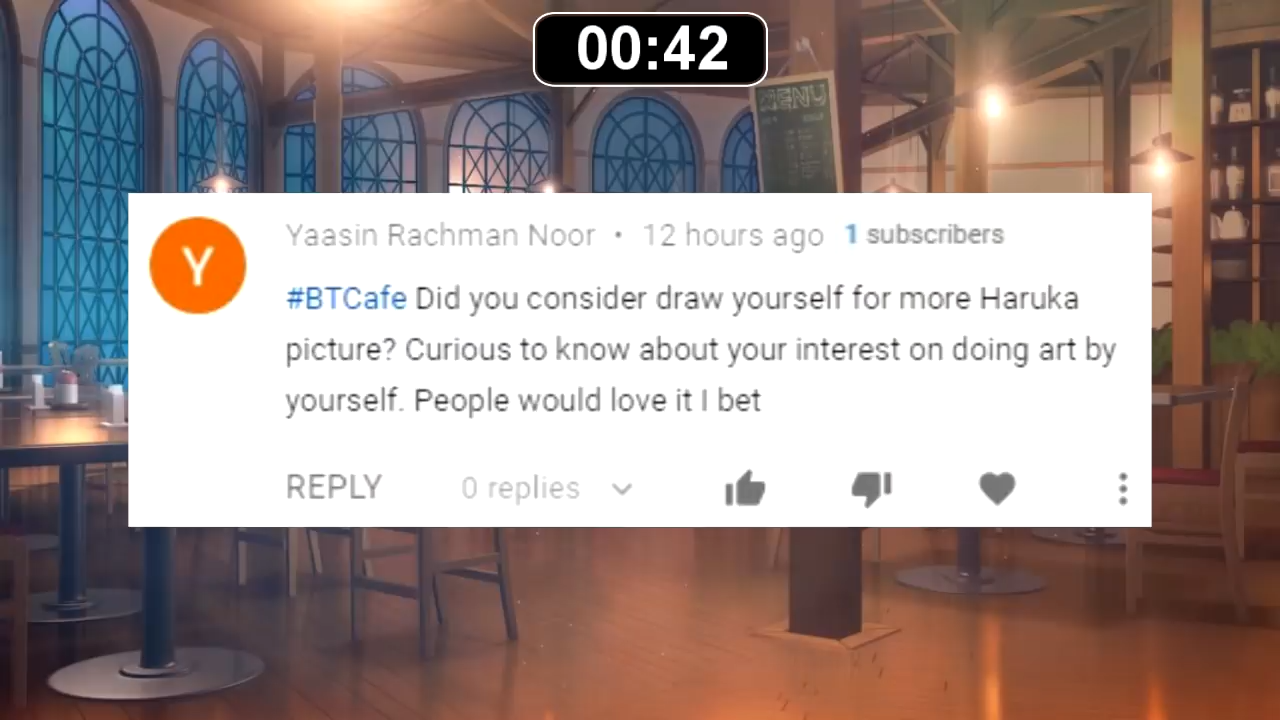 00:42
MENU
Yaasin Rachman Noor • 12 hours ago 1 subscribers
Y
#BTCafe Did you consider draw yourself for more Haruka
picture? Curious to know about your interest on doing art by
yourself. People would love it I bet
REPLY 0 replies